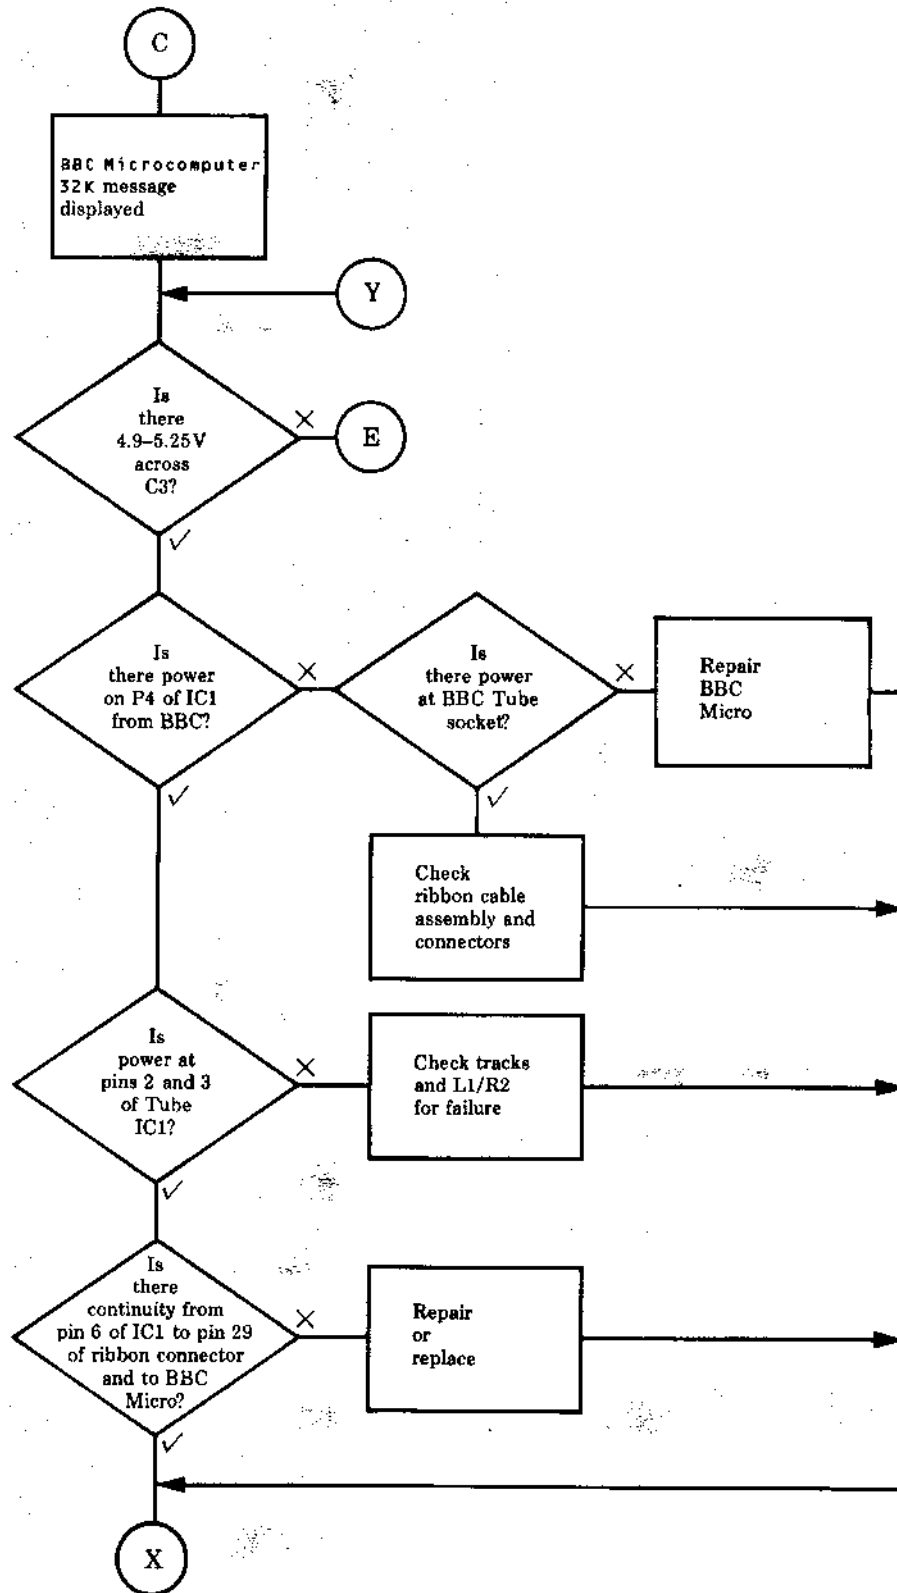 C
BBC Microcomputer
32K message
displayed
Y
Is
there
4.9–5.25V
across
C3?
×
E
✓
Is
there power
on P4 of IC1
from BBC?
×
Is
there power
at BBC Tube
socket?
×
Repair
BBC
Micro
✓
✓
Check
ribbon cable
assembly and
connectors
Is
power at
pins 2 and 3
of Tube
IC1?
×
Check tracks
and L1/R2
for failure
✓
Is
there
continuity from
pin 6 of IC1 to pin 29
of ribbon connector
and to BBC
Micro?
×
Repair
or
replace
✓
X